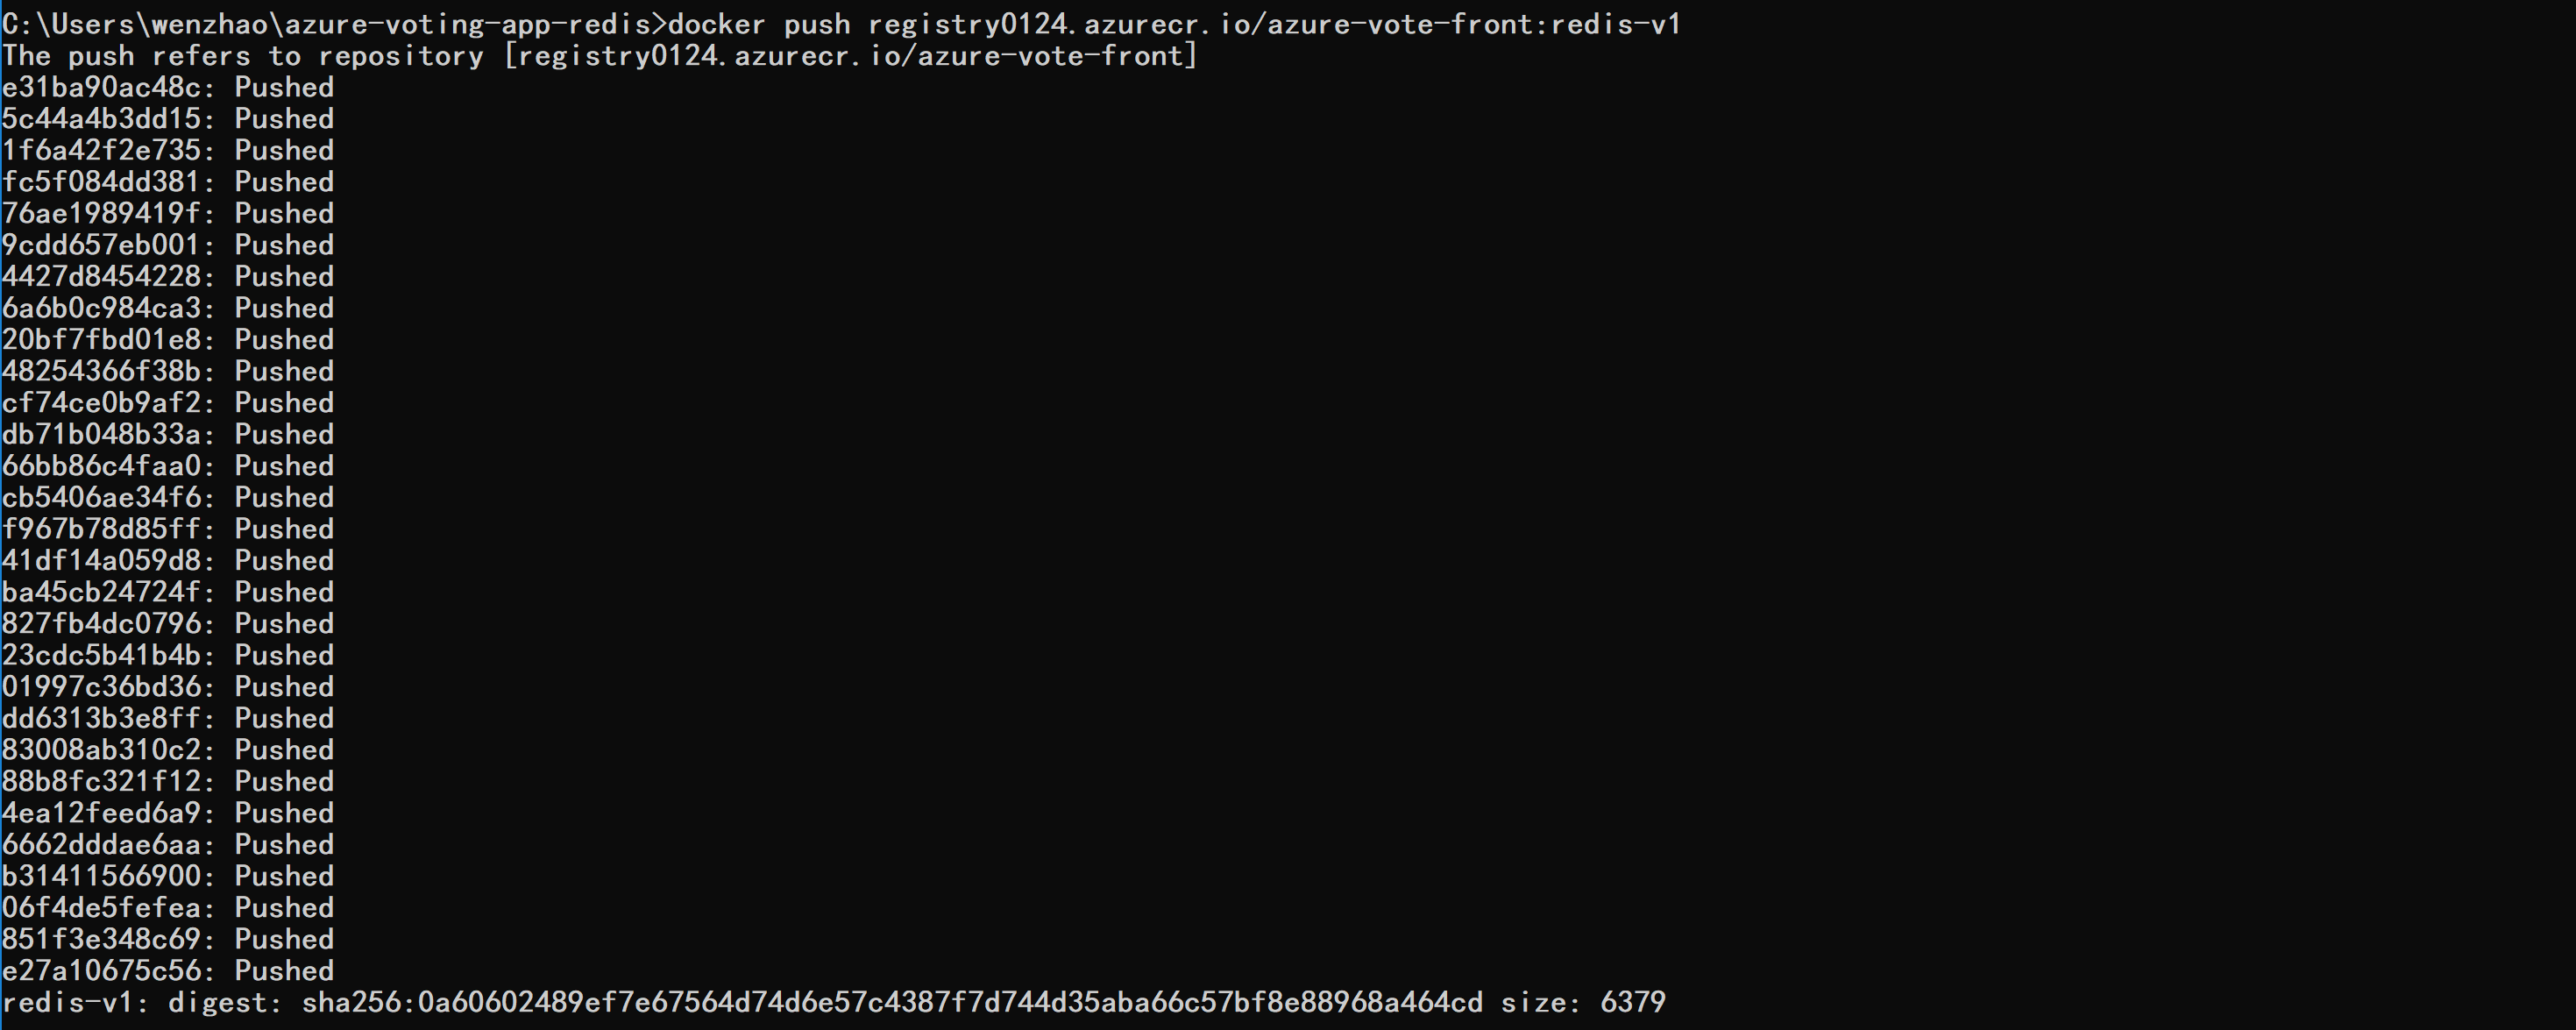 C:\Users\wenzhao\azure-voting-app-redis>docker push registry0124.azurecr.io/azure-vote-front:redis-v1
The push refers to repository [registry0124.azurecr.io/azure-vote-front]
e31ba90ac48c: Pushed
5c44a4b3dd15: Pushed
1f6a42f2e735: Pushed
fc5f084dd381: Pushed
76ae1989419f: Pushed
9cdd657eb001: Pushed
4427d8454228: Pushed
6a6b0c984ca3: Pushed
20bf7fbd01e8: Pushed
48254366f38b: Pushed
cf74ce0b9af2: Pushed
db71b048b33a: Pushed
66bb86c4faa0: Pushed
cb5406ae34f6: Pushed
f967b78d85ff: Pushed
41df14a059d8: Pushed
ba45cb24724f: Pushed
827fb4dc0796: Pushed
23cdc5b41b4b: Pushed
01997c36bd36: Pushed
dd6313b3e8ff: Pushed
83008ab310c2: Pushed
88b8fc321f12: Pushed
4ea12feed6a9: Pushed
6662dddae6aa: Pushed
b31411566900: Pushed
06f4de5fefea: Pushed
851f3e348c69: Pushed
e27a10675c56: Pushed
redis-v1: digest: sha256:0a60602489ef7e67564d74d6e57c4387f7d744d35aba66c57bf8e88968a464cd size: 6379